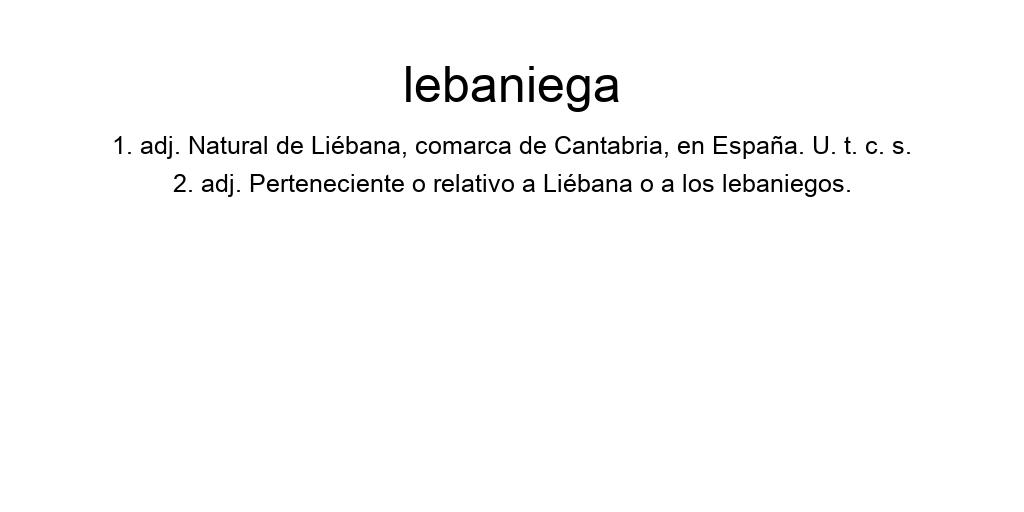 lebaniega
1. adj. Natural de Liébana, comarca de Cantabria, en España. U. t. c. s.
2. adj. Perteneciente o relativo a Liébana o a los lebaniegos.